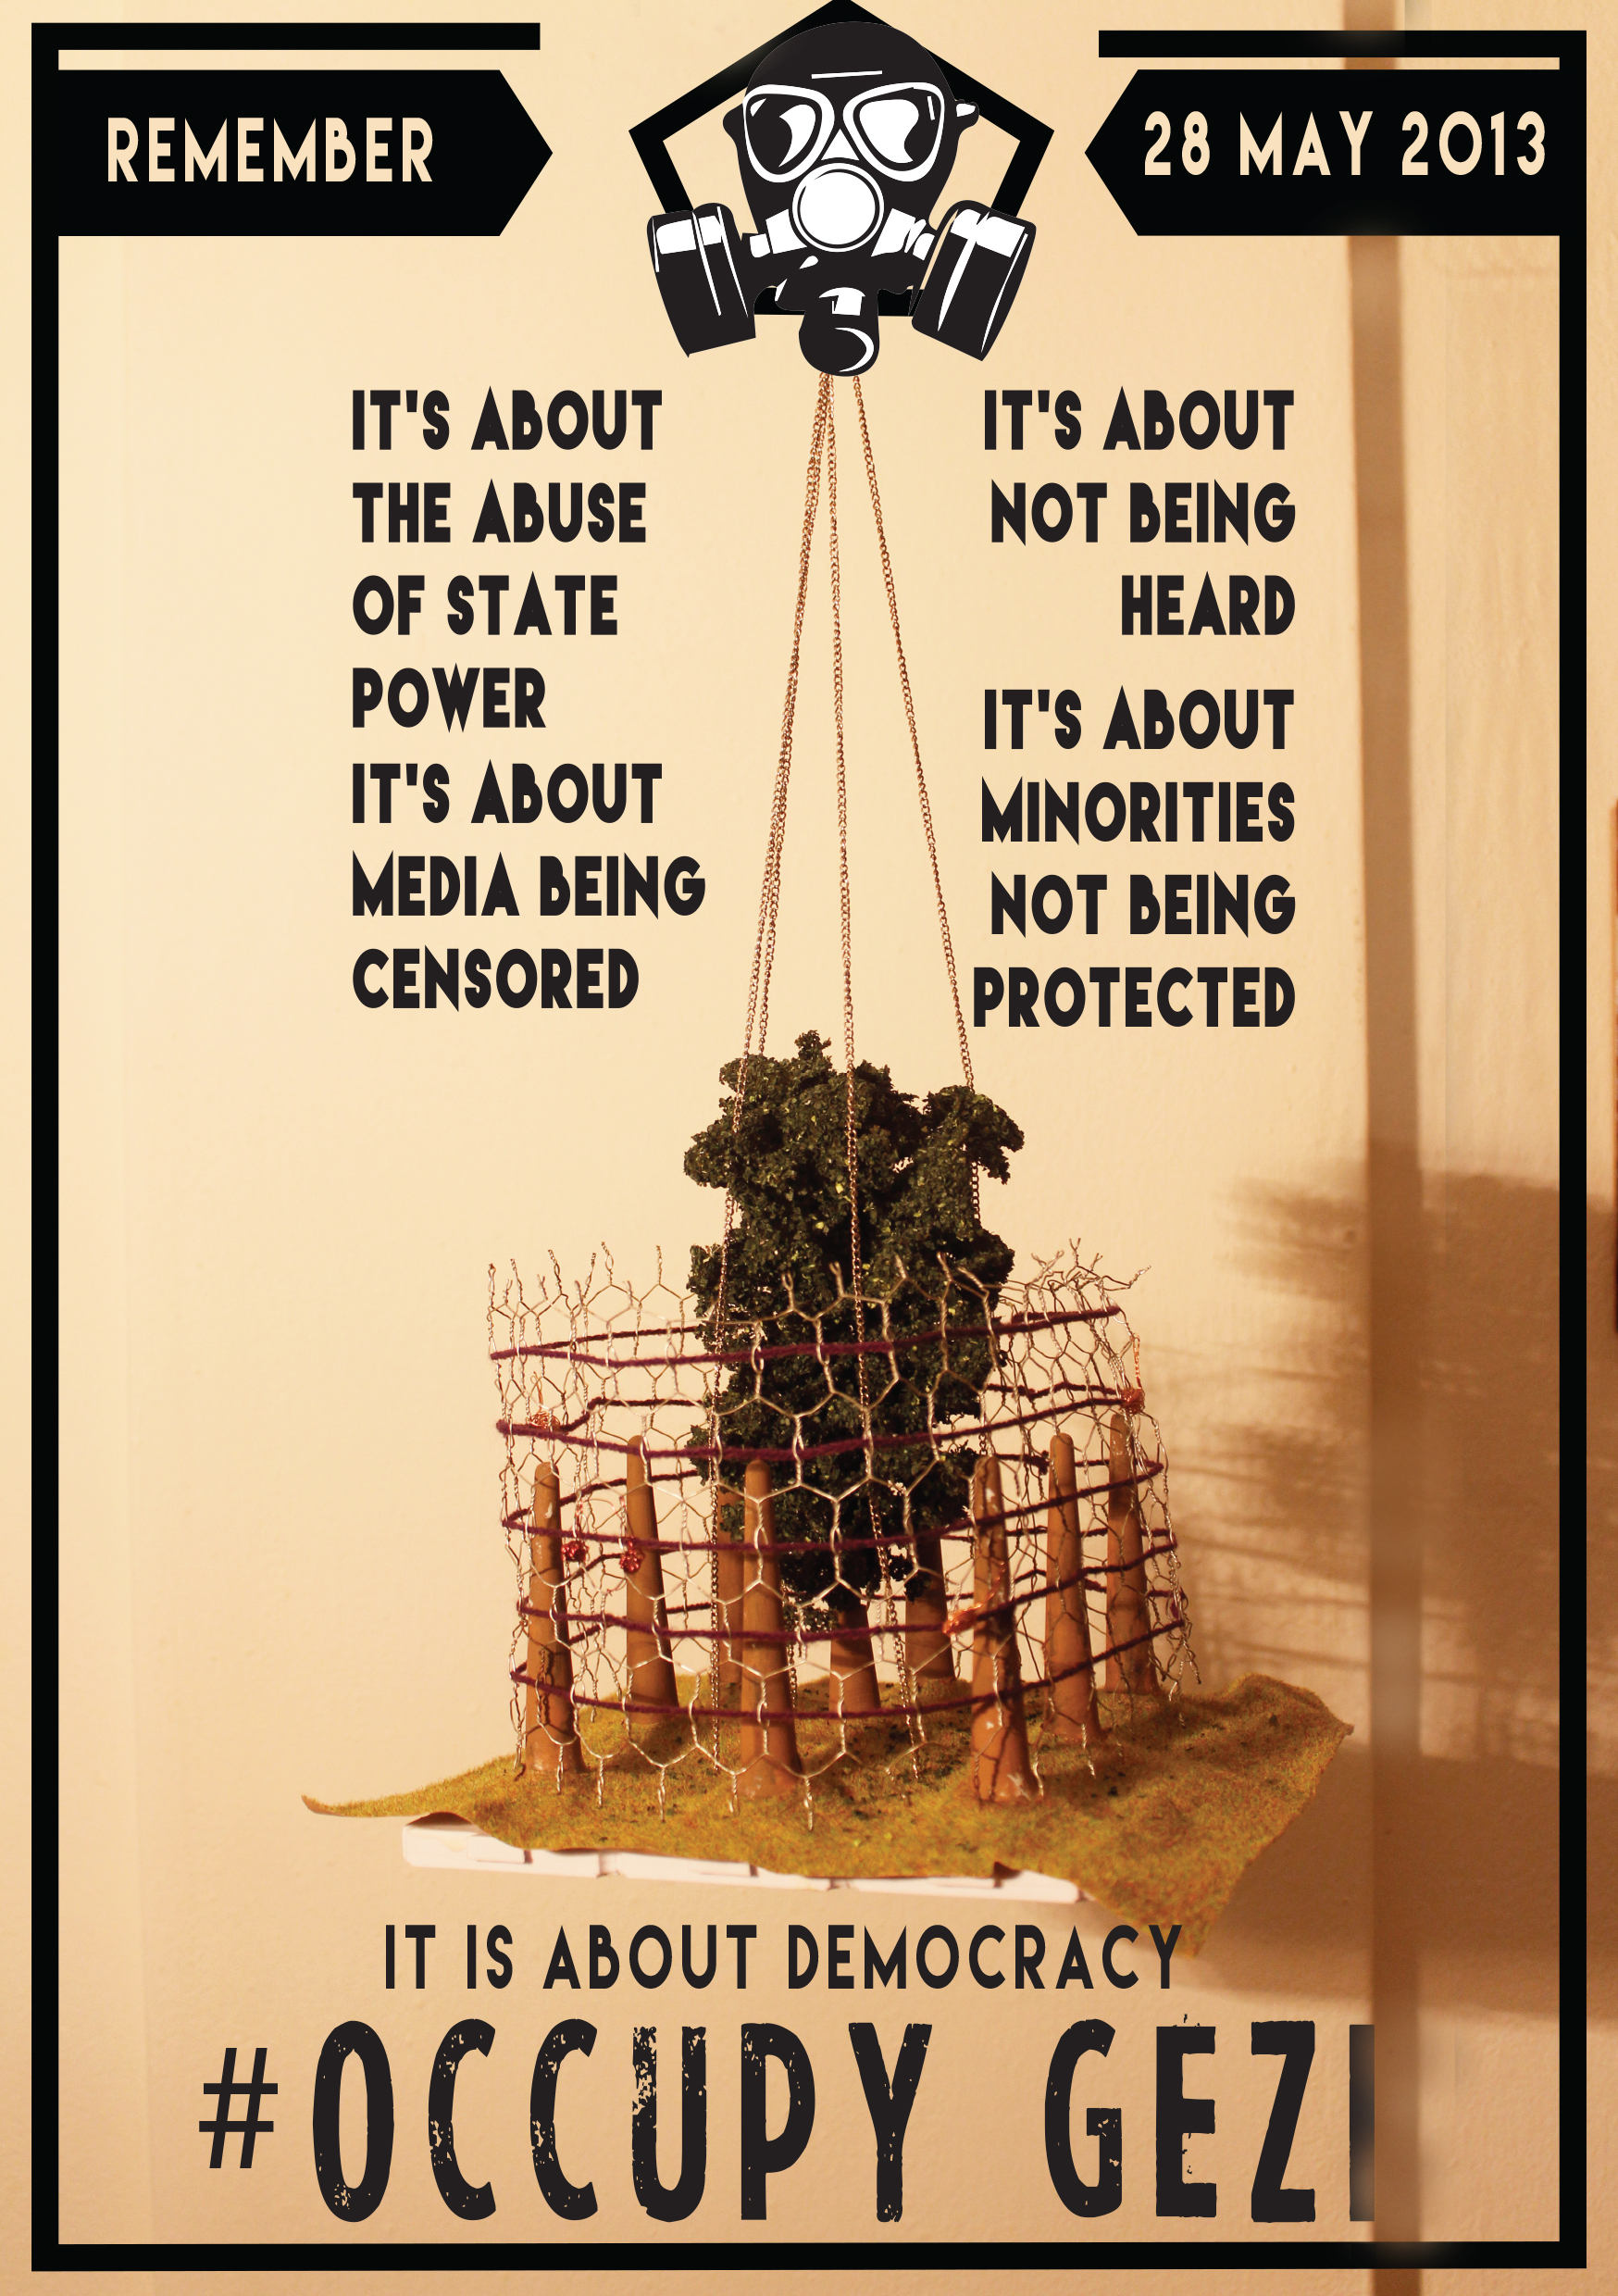 REMEMBER
28 MAY 2013
IT'S ABOUT
THE ABUSE
OF STATE
POWER
IT'S ABOUT
MEDIA BEING
CENSORED
IT'S ABOUT
NOT BEING
HEARD
IT'S ABOUT
MINORITIES
NOT BEING
PROTECTED
IT IS ABOUT DEMOCRACY
#OCCUPY GEZI